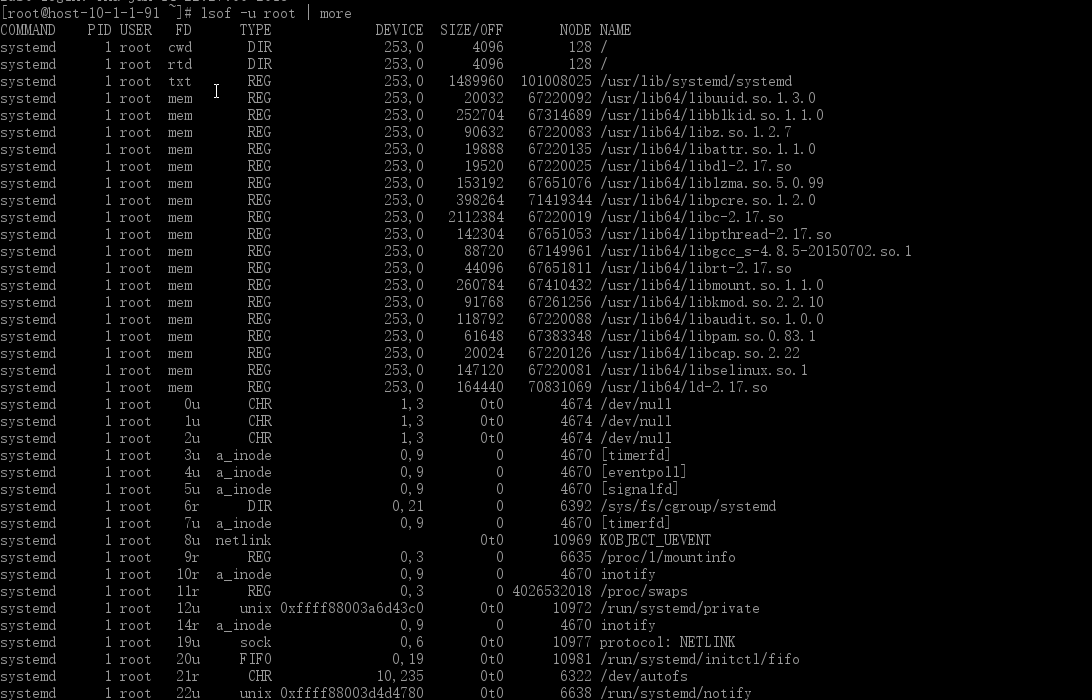 [root@host-10-1-1-91 ~]# lsof -u root | more
COMMAND PID USER FD TYPE DEVICE SIZE/OFF NODE NAME
systemd 1 root cwd DIR 253,0 4096 128 /
systemd 1 root rtd DIR 253,0 4096 128 /
systemd 1 root txt REG 253,0 1489960 101008025 /usr/lib/systemd/systemd
systemd 1 root mem REG 253,0 20032 67220092 /usr/lib64/libuuid.so.1.3.0
systemd 1 root mem REG 253,0 252704 67314689 /usr/lib64/libblkid.so.1.1.0
systemd 1 root mem REG 253,0 90632 67220083 /usr/lib64/libz.so.1.2.7
systemd 1 root mem REG 253,0 19888 67220135 /usr/lib64/libattr.so.1.1.0
systemd 1 root mem REG 253,0 19520 67220025 /usr/lib64/libdl-2.17.so
systemd 1 root mem REG 253,0 153192 67651076 /usr/lib64/liblzma.so.5.0.99
systemd 1 root mem REG 253,0 398264 71419344 /usr/lib64/libpcre.so.1.2.0
systemd 1 root mem REG 253,0 2112384 67220019 /usr/lib64/libc-2.17.so
systemd 1 root mem REG 253,0 142304 67651053 /usr/lib64/libpthread-2.17.so
systemd 1 root mem REG 253,0 88720 67149961 /usr/lib64/libgcc_s-4.8.5-20150702.so.1
systemd 1 root mem REG 253,0 44096 67651811 /usr/lib64/librt-2.17.so
systemd 1 root mem REG 253,0 260784 67410432 /usr/lib64/libmount.so.1.1.0
systemd 1 root mem REG 253,0 91768 67261256 /usr/lib64/libkmod.so.2.2.10
systemd 1 root mem REG 253,0 118792 67220088 /usr/lib64/libaudit.so.1.0.0
systemd 1 root mem REG 253,0 61648 67383348 /usr/lib64/libpam.so.0.83.1
systemd 1 root mem REG 253,0 20024 67220126 /usr/lib64/libcap.so.2.22
systemd 1 root mem REG 253,0 147120 67220081 /usr/lib64/libselinux.so.1
systemd 1 root mem REG 253,0 164440 70831069 /usr/lib64/ld-2.17.so
systemd 1 root 0u CHR 1,3 0t0 4674 /dev/null
systemd 1 root 1u CHR 1,3 0t0 4674 /dev/null
systemd 1 root 2u CHR 1,3 0t0 4674 /dev/null
systemd 1 root 3u a_inode 0,9 0 4670 [timerfd]
systemd 1 root 4u a_inode 0,9 0 4670 [eventpoll]
systemd 1 root 5u a_inode 0,9 0 4670 [signalfd]
systemd 1 root 6r DIR 0,21 0 6392 /sys/fs/cgroup/systemd
systemd 1 root 7u a_inode 0,9 0 4670 [timerfd]
systemd 1 root 8u netlink 0t0 10969 KOBJECT_UEVENT
systemd 1 root 9r REG 0,3 0 6635 /proc/1/mountinfo
systemd 1 root 10r a_inode 0,9 0 4670 inotify
systemd 1 root 11r REG 0,3 0 4026532018 /proc/swaps
systemd 1 root 12u unix 0xffff88003a6d43c0 0t0 10972 /run/systemd/private
systemd 1 root 14r a_inode 0,9 0 4670 inotify
systemd 1 root 19u sock 0,6 0t0 10977 protocol: NETLINK
systemd 1 root 20u FIFO 0,19 0t0 10981 /run/systemd/initctl/fifo
systemd 1 root 21r CHR 10,235 0t0 6322 /dev/autofs
systemd 1 root 22u unix 0xffff88003d4d4780 0t0 6638 /run/systemd/notify